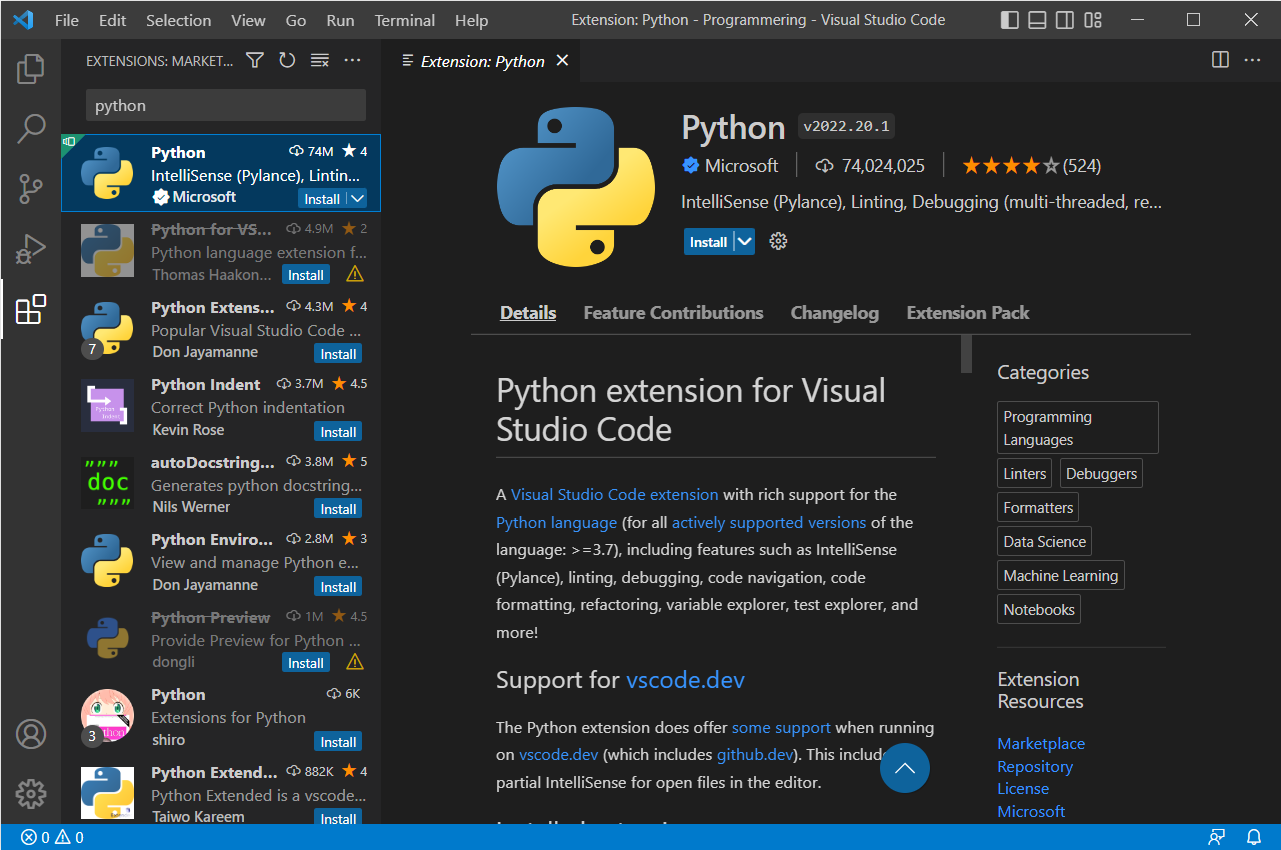 File Edit Selection View Go Run Terminal Help
Extension: Python - Programmering - Visual Studio Code
EXTENSIONS: MARKET...
python
Python 74M 4
IntelliSense (Pylance), Lintin...
Microsoft Install
Python for VS... 4.9M 2
Python language extension f...
Thomas Haakon... Install
Python Extens... 4.3M 4
Popular Visual Studio Code ...
7
Don Jayamanne Install
Python Indent 3.7M 4.5
Correct Python indentation
Kevin Rose Install
autoDocstring... 3.8M 5
"""
doc
"""
Generates python docstring...
Nils Werner Install
Python Enviro... 2.8M 3
View and manage Python e...
Don Jayamanne Install
Python Preview 1M 4.5
Provide Preview for Python ...
dongli Install
Python 6K
Extensions for Python
3
shiro Install
Python Extend... 882K 4
Python Extended is a vscode...
Taiwo Kareem Install
Extension: Python
Python v2022.20.1
Microsoft 74,024,025 (524)
IntelliSense (Pylance), Linting, Debugging (multi-threaded, re...
Install
Details Feature Contributions Changelog Extension Pack
Python extension for Visual
Studio Code
A Visual Studio Code extension with rich support for the
Python language (for all actively supported versions of the
language: >=3.7), including features such as IntelliSense
(Pylance), linting, debugging, code navigation, code
formatting, refactoring, variable explorer, test explorer, and
more!
Support for vscode.dev
The Python extension does offer some support when running
on vscode.dev (which includes github.dev). This include
partial IntelliSense for open files in the editor.
Categories
Programming
Languages
Linters Debuggers
Formatters
Data Science
Machine Learning
Notebooks
Extension
Resources
Marketplace
Repository
License
Microsoft
0 0